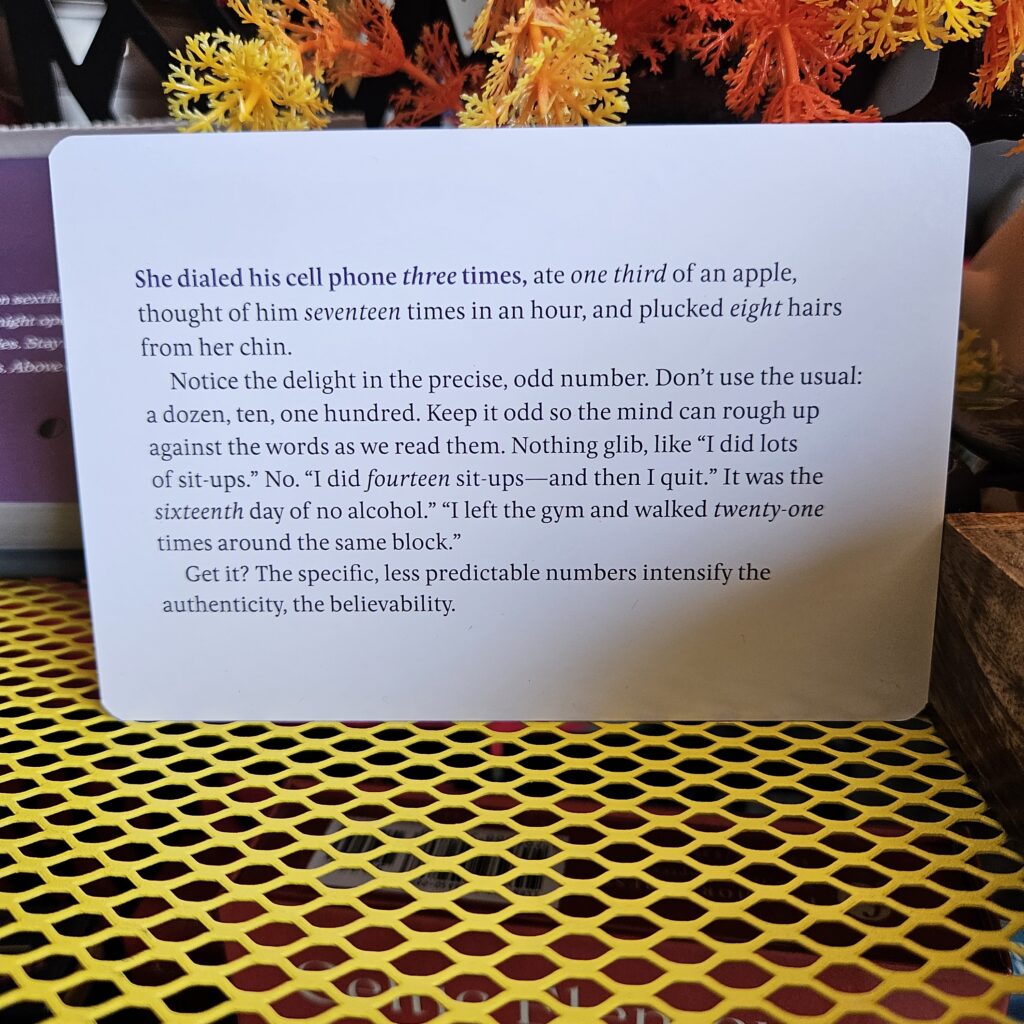 She dialed his cell phone three times, ate one third of an apple,
thought of him seventeen times in an hour, and plucked eight hairs
from her chin.
Notice the delight in the precise, odd number. Don’t use the usual:
a dozen, ten, one hundred. Keep it odd so the mind can rough up
against the words as we read them. Nothing glib, like “I did lots
of sit-ups.” No. “I did fourteen sit-ups—and then I quit.” It was the
sixteenth day of no alcohol.” “I left the gym and walked twenty-one
times around the same block.”
Get it? The specific, less predictable numbers intensify the
authenticity, the believability.